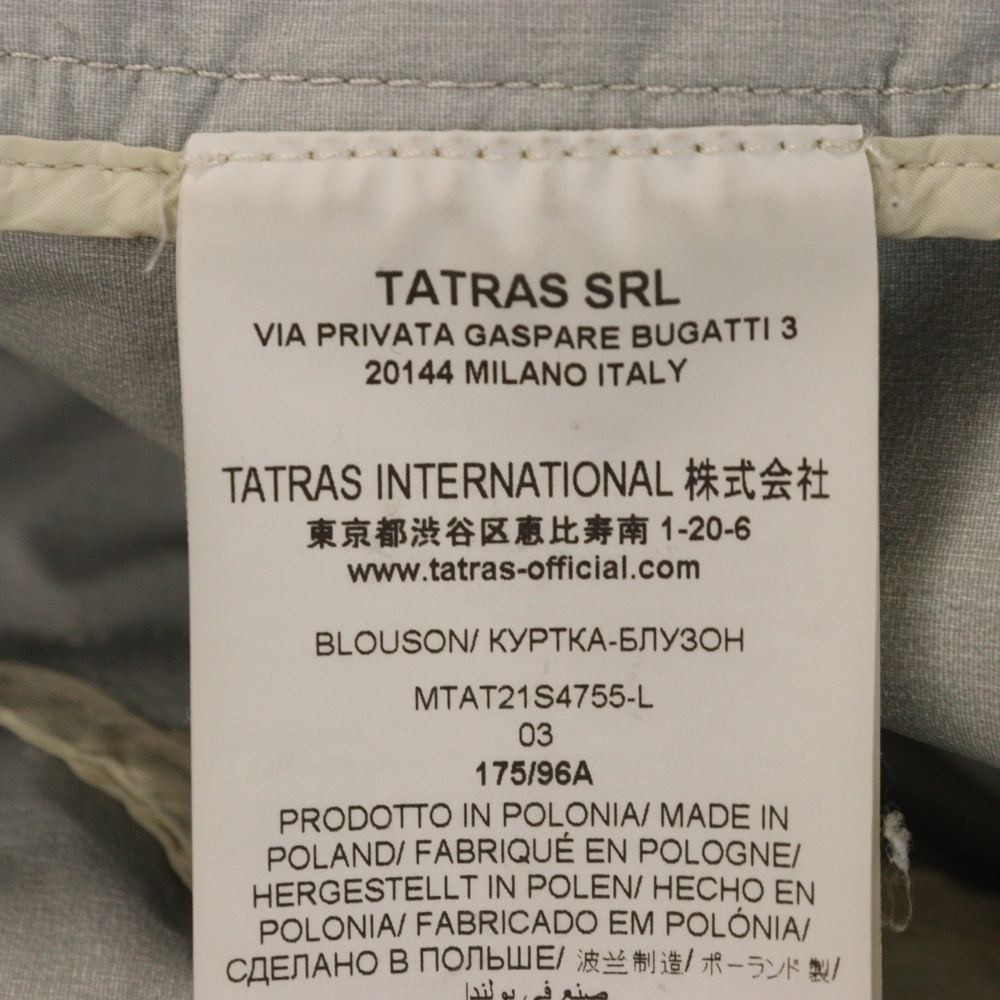 TATRAS SRL
VIA PRIVATA GASPARE BUGATTI 3
20144 MILANO ITALY
TATRAS INTERNATIONAL 株式会社
東京都渋谷区恵比寿南 1-20-6
www.tatras-official.com
BLOUSON/ КУРТКА-БЛУЗОН
MTAT21S4755-L
03
175/96A
PRODOTTO IN POLONIA/ MADE IN
POLAND/ FABRIQUÉ EN POLOGNE/
HERGESTELLT IN POLEN/ HECHO EN
POLONIA/ FABRICADO EM POLÓNIA/
СДЕЛАНО В ПОЛЬШЕ/ 波兰制造/ ポーランド製/
صنع في بولندا